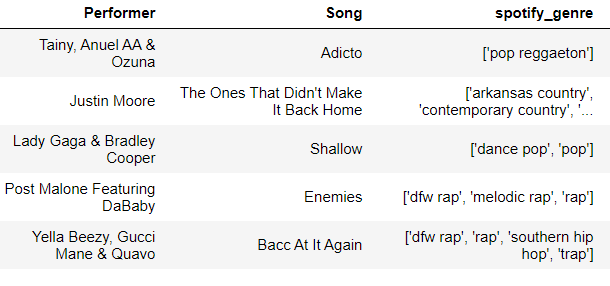 Performer Song spotify_genre
Tainy, Anuel AA &
Ozuna
Adicto
['pop reggaeton']
Justin Moore
The Ones That Didn't Make
It Back Home
['arkansas country',
'contemporary country', '...
Lady Gaga & Bradley
Cooper
Shallow
['dance pop', 'pop']
Post Malone Featuring
DaBaby
Enemies
['dfw rap', 'melodic rap', 'rap']
Yella Beezy, Gucci
Mane & Quavo
Bacc At It Again
['dfw rap', 'rap', 'southern hip
hop', 'trap']